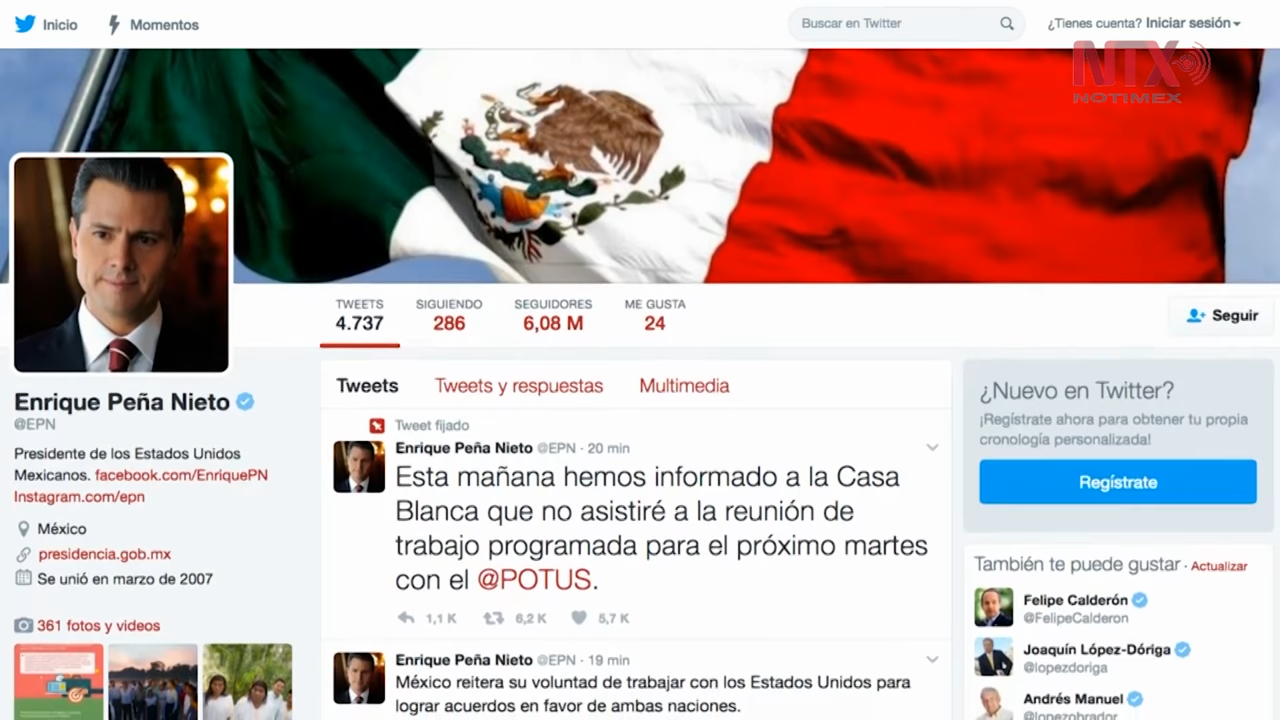 Inicio
Momentos
Buscar en Twitter
¿Tienes cuenta? Iniciar sesión
NTX
NOTIMEX
TWEETS
4.737
SIGUIENDO
286
SEGUIDORES
6,08 M
ME GUSTA
24
Seguir
Enrique Peña Nieto
@EPN
Presidente de los Estados Unidos
Mexicanos. facebook.com/EnriquePN
Instagram.com/epn
México
presidencia.gob.mx
Se unió en marzo de 2007
361 fotos y videos
Tweets
Tweets y respuestas
Multimedia
Tweet fijado
Enrique Peña Nieto @EPN · 20 min
Esta mañana hemos informado a la Casa
Blanca que no asistiré a la reunión de
trabajo programada para el próximo martes
con el @POTUS.
1,1 K
6,2 K
5,7 K
Enrique Peña Nieto @EPN · 19 min
México reitera su voluntad de trabajar con los Estados Unidos para
lograr acuerdos en favor de ambas naciones.
¿Nuevo en Twitter?
¡Regístrate ahora para obtener tu propia
cronología personalizada!
Regístrate
También te puede gustar · Actualizar
Felipe Calderón
@FelipeCalderon
Joaquín López-Dóriga
@lopezdoriga
Andrés Manuel
@lopezobrador